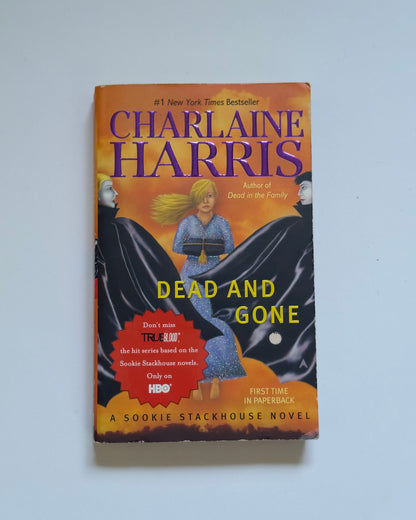 #1 New York Times Bestseller
CHARLAINE
HARRIS
Author of
Dead in the Family
DEAD AND
GONE
Don't miss
TRUE BLOOD™
the hit series based on the
Sookie Stackhouse novels.
Only on
HBO®
FIRST TIME
IN PAPERBACK
A SOOKIE STACKHOUSE NOVEL